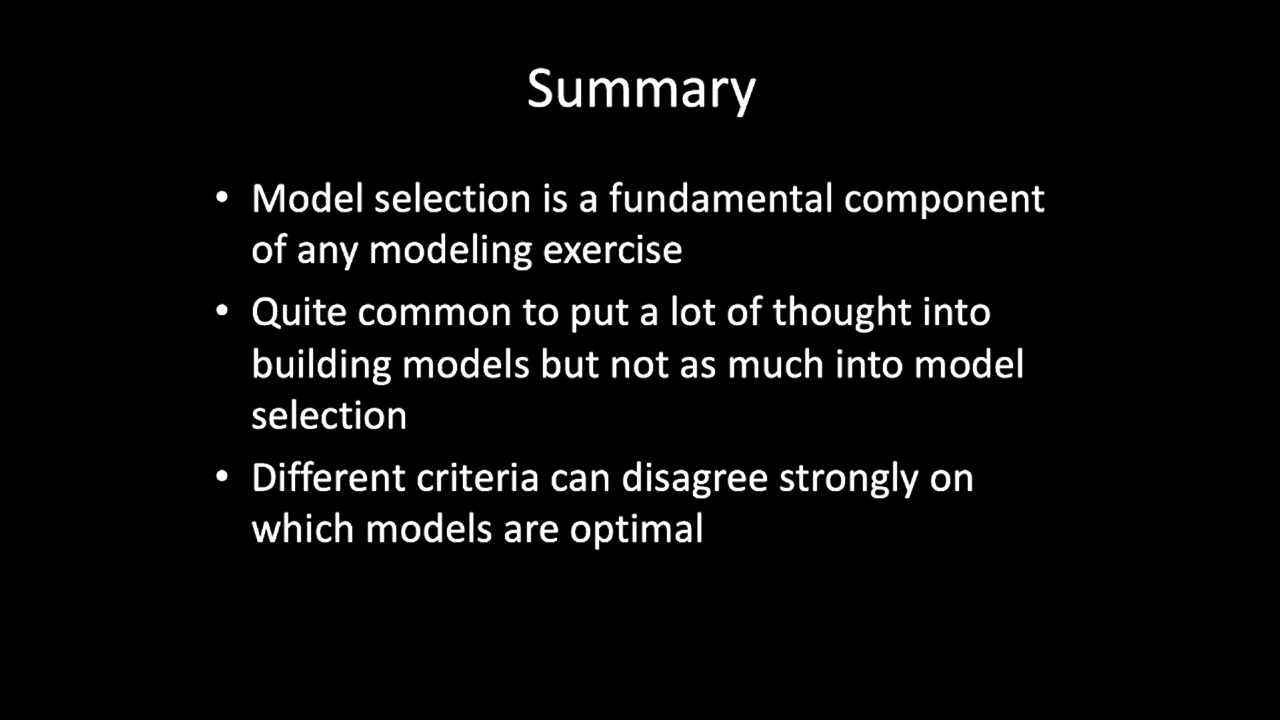 Summary
• Model selection is a fundamental component
of any modeling exercise
• Quite common to put a lot of thought into
building models but not as much into model
selection
• Different criteria can disagree strongly on
which models are optimal